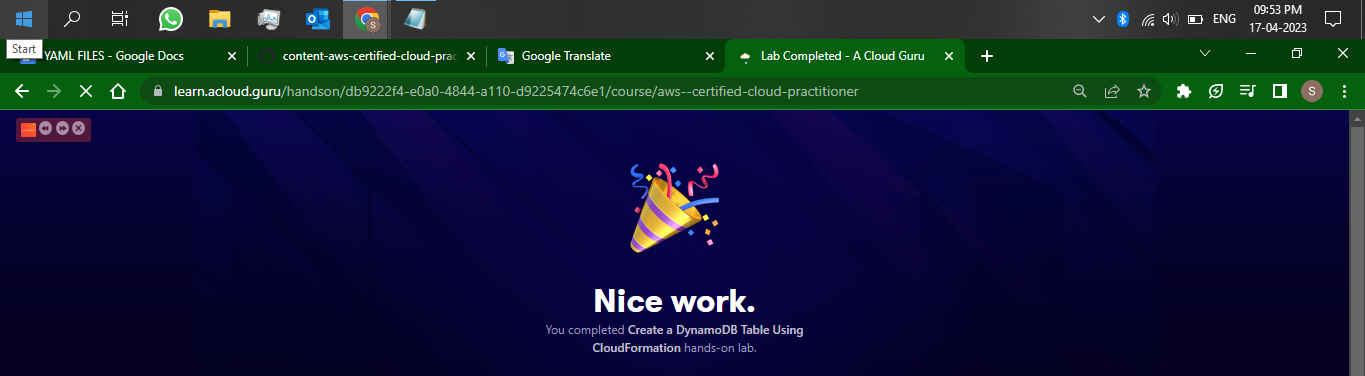 09:53 PM
ENG
17-04-2023
Start
YAML FILES - Google Docs
content-aws-certified-cloud-prac
Google Translate
Lab Completed - A Cloud Guru
learn.acloud.guru/handson/db9222f4-e0a0-4844-a110-d9225474c6e1/course/aws--certified-cloud-practitioner
S
Nice work.
You completed Create a DynamoDB Table Using
CloudFormation hands-on lab.